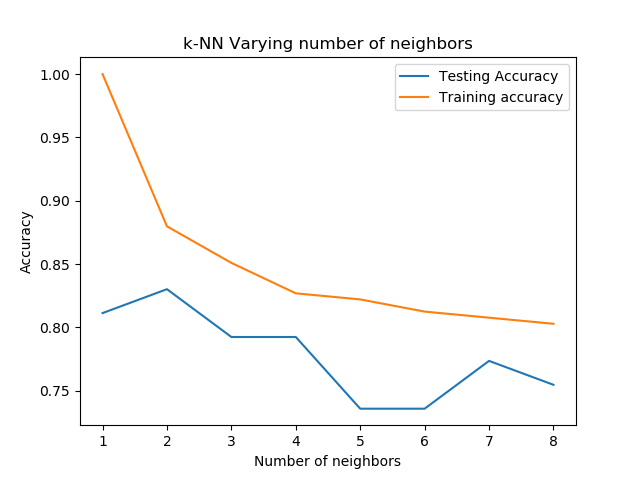 k-NN Varying number of neighbors
Testing Accuracy
Training accuracy
1.00
0.95
0.90
0.85
0.80
0.75
Accuracy
1 2 3 4 5 6 7 8
Number of neighbors